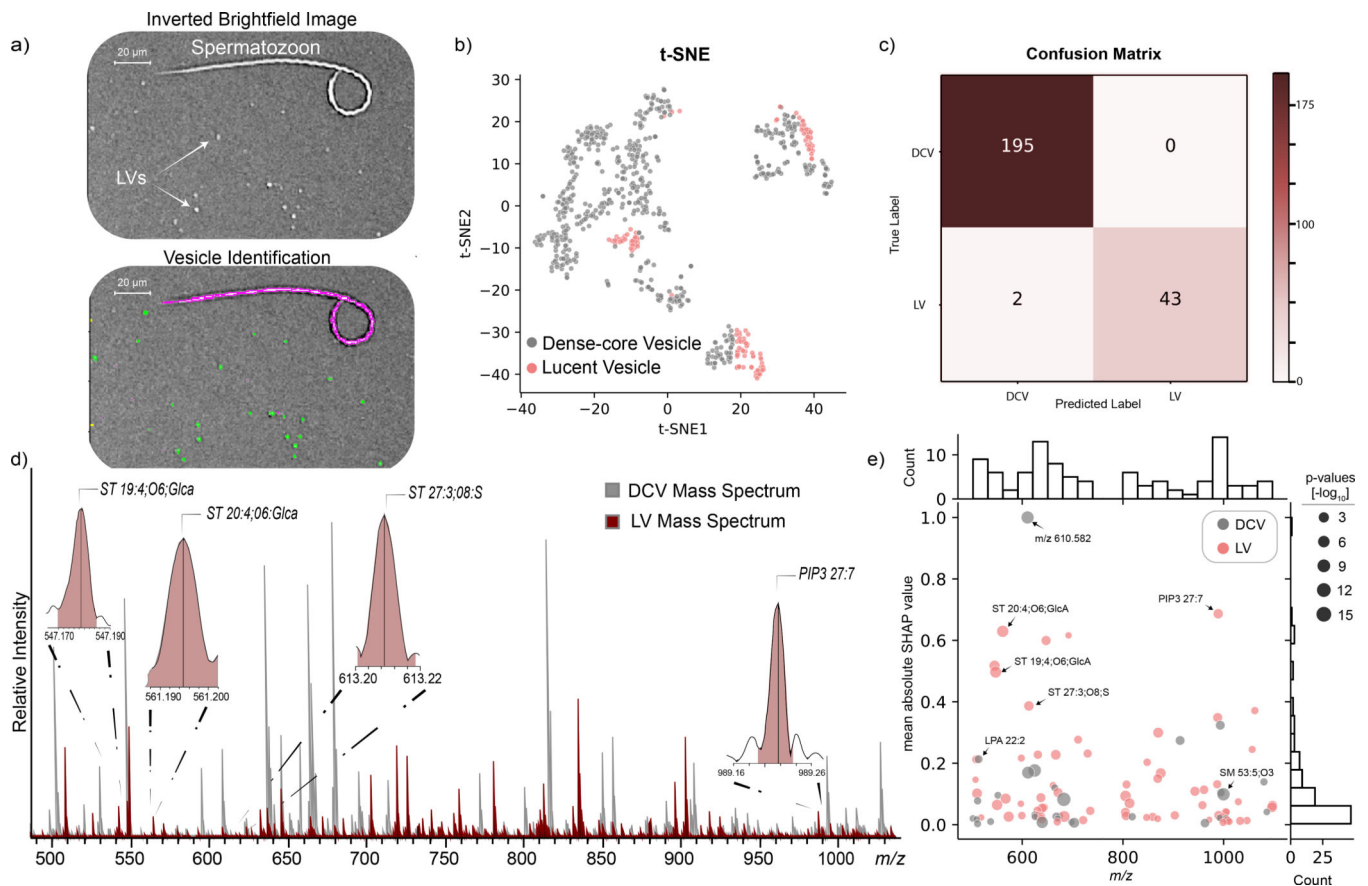 a)
Inverted Brightfield Image
20 µm
Spermatozoon
LVs
Vesicle Identification
20 µm
b)
t-SNE
30
20
10
0
−10
−20
−30
−40
t-SNE2
Dense-core Vesicle
Lucent Vesicle
−40
−20
0
20
40
t-SNE1
c)
Confusion Matrix
DCV
LV
True Label
195
0
2
43
DCV
LV
Predicted Label
175
100
0
d)
ST 19:4;O6;Glca
ST 20:4;06:Glca
ST 27:3;08:S
PIP3 27:7
DCV Mass Spectrum
LV Mass Spectrum
547.170
547.190
561.190
561.200
613.20
613.22
989.16
989.26
Relative Intensity
500
550
600
650
700
750
800
850
900
950
1000
m/z
e)
Count
10
0
p-values
[-log10]
3
6
9
12
15
DCV
LV
1.0
0.8
0.6
0.4
0.2
0.0
mean absolute SHAP value
m/z 610.582
PIP3 27:7
ST 20:4;O6;GlcA
ST 19:4;O6;GlcA
ST 27:3;O8;S
LPA 22:2
SM 53:5;O3
600
800
1000
m/z
0
25
Count